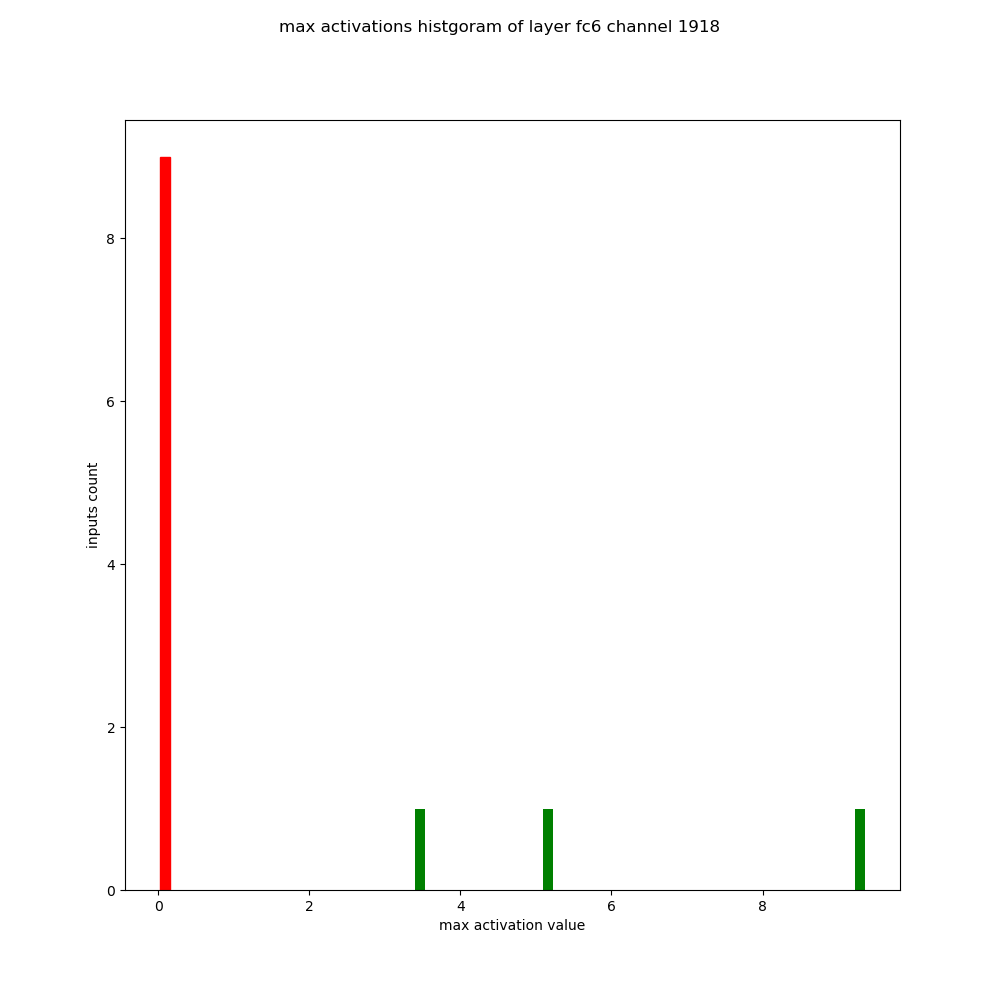 max activations histgoram of layer fc6 channel 1918
8
6
4
2
0
inputs count
0 2 4 6 8
max activation value